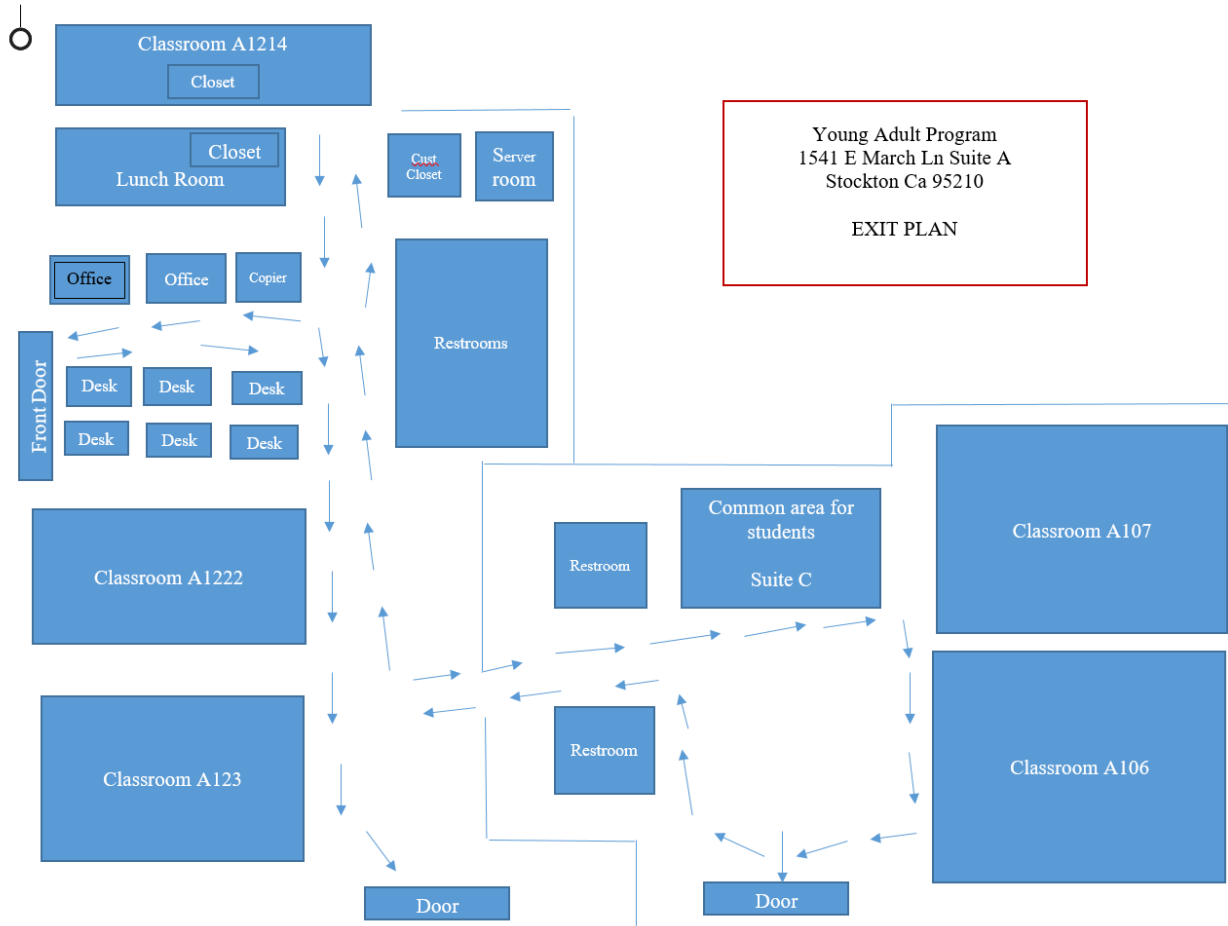 Classroom A1214
Closet
Young Adult Program
1541 E March Ln Suite A
Stockton Ca 95210
EXIT PLAN
Closet
Lunch Room
Cust
Closet
Server
room
Office
Office
Copier
Restrooms
Front Door
Desk
Desk
Desk
Desk
Desk
Desk
Classroom A1222
Restroom
Common area for
students
Suite C
Classroom A107
Classroom A123
Restroom
Classroom A106
Door
Door